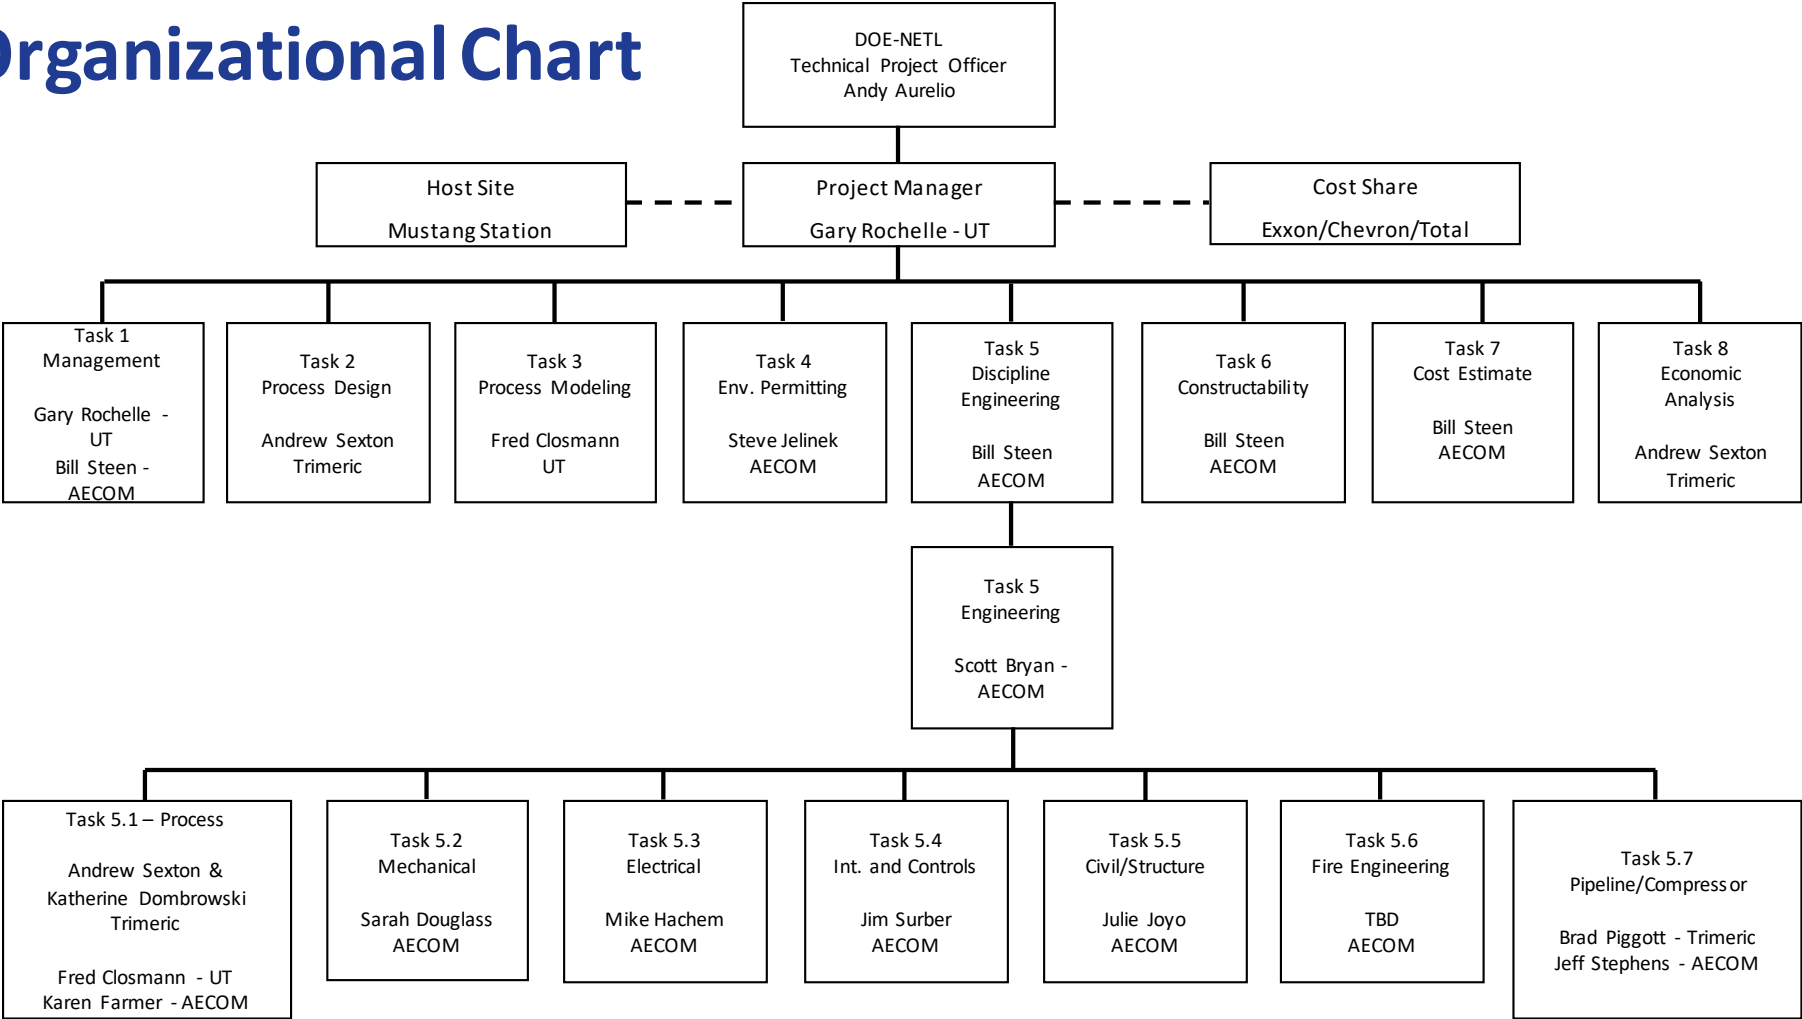 Organizational Chart
DOE-NETL
Technical Project Officer
Andy Aurelio
Host Site
Mustang Station
Project Manager
Gary Rochelle - UT
Cost Share
Exxon/Chevron/Total
Task 1
Management
Gary Rochelle -
UT
Bill Steen -
AECOM
Task 2
Process Design
Andrew Sexton
Trimeric
Task 3
Process Modeling
Fred Closmann
UT
Task 4
Env. Permitting
Steve Jelinek
AECOM
Task 5
Discipline
Engineering
Bill Steen
AECOM
Task 6
Constructability
Bill Steen
AECOM
Task 7
Cost Estimate
Bill Steen
AECOM
Task 8
Economic
Analysis
Andrew Sexton
Trimeric
Task 5
Engineering
Scott Bryan -
AECOM
Task 5.1 – Process
Andrew Sexton &
Katherine Dombrowski
Trimeric
Fred Closmann - UT
Karen Farmer - AECOM
Task 5.2
Mechanical
Sarah Douglass
AECOM
Task 5.3
Electrical
Mike Hachem
AECOM
Task 5.4
Int. and Controls
Jim Surber
AECOM
Task 5.5
Civil/Structure
Julie Joyo
AECOM
Task 5.6
Fire Engineering
TBD
AECOM
Task 5.7
Pipeline/Compressor
Brad Piggott - Trimeric
Jeff Stephens - AECOM